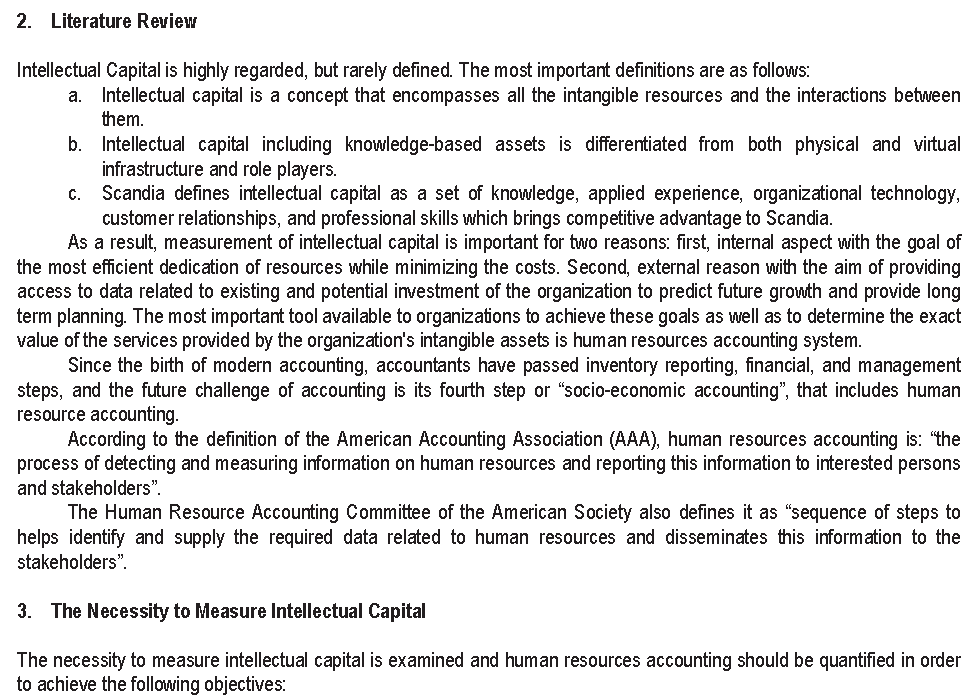 2. Literature Review
Intellectual Capital is highly regarded, but rarely defined. The most important definitions are as follows:
a. Intellectual capital is a concept that encompasses all the intangible resources and the interactions between
them.
b. Intellectual capital including knowledge-based assets is differentiated from both physical and virtual
infrastructure and role players.
c. Scandia defines intellectual capital as a set of knowledge, applied experience, organizational technology,
customer relationships, and professional skills which brings competitive advantage to Scandia.
As a result, measurement of intellectual capital is important for two reasons: first, internal aspect with the goal of
the most efficient dedication of resources while minimizing the costs. Second, external reason with the aim of providing
access to data related to existing and potential investment of the organization to predict future growth and provide long
term planning. The most important tool available to organizations to achieve these goals as well as to determine the exact
value of the services provided by the organization's intangible assets is human resources accounting system.
Since the birth of modern accounting, accountants have passed inventory reporting, financial, and management
steps, and the future challenge of accounting is its fourth step or “socio-economic accounting”, that includes human
resource accounting.
According to the definition of the American Accounting Association (AAA), human resources accounting is: “the
process of detecting and measuring information on human resources and reporting this information to interested persons
and stakeholders”.
The Human Resource Accounting Committee of the American Society also defines it as “sequence of steps to
helps identify and supply the required data related to human resources and disseminates this information to the
stakeholders”.
3. The Necessity to Measure Intellectual Capital
The necessity to measure intellectual capital is examined and human resources accounting should be quantified in order
to achieve the following objectives: